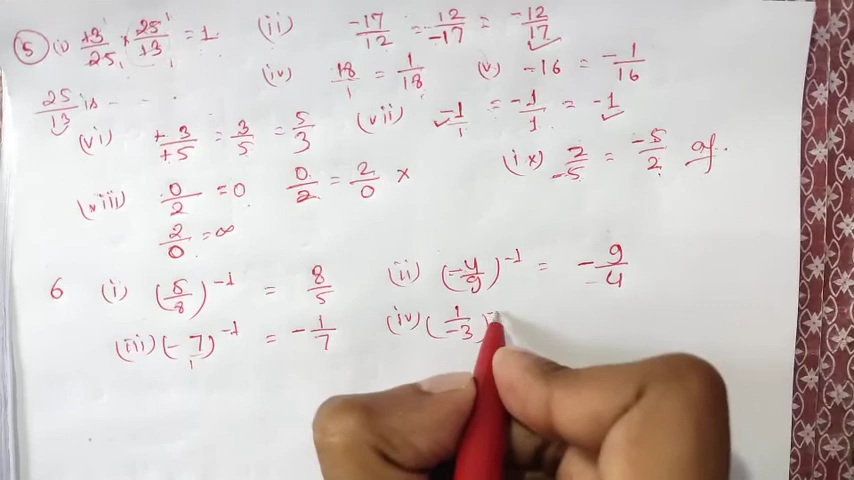 (5) (i) 13/25 × 25/13 = 1 (ii) -17/12 = 12/-17 = -12/17
25/13 is - - . (iv) 18/1 = 1/18 (v) -16 = -1/16
(vi) +3/+5 = 3/5 = 5/3 (vii) -1/1 = -1/1 = -1
(viii) 0/2 = 0 0/2 = 2/0 × (ix) 2/-5 = -5/2
2/0 = ∞
6 (i) (5/8)^-1 = 8/5 (ii) (-4/9)^-1 = -9/4
(iii) (-7/1)^-1 = -1/7 (iv) (1/-3)